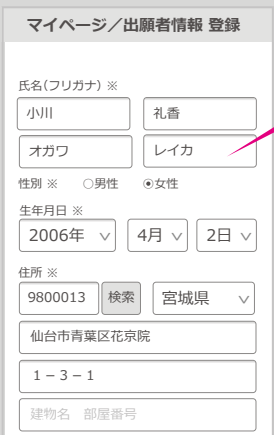 マイページ／出願者情報 登録
氏名（フリガナ） ※
小川 礼香
オガワ レイカ
性別 ※ ○男性 ◉女性
生年月日 ※
2006年 ∨ 4月 ∨ 2日 ∨
住所 ※
9800013 検索 宮城県 ∨
仙台市青葉区花京院
１－３－１
建物名 部屋番号